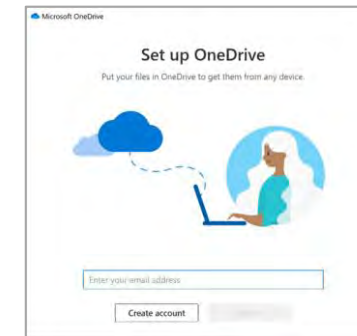 Microsoft OneDrive
Set up OneDrive
Put your files in OneDrive to get them from any device.
Enter your email address
Create account